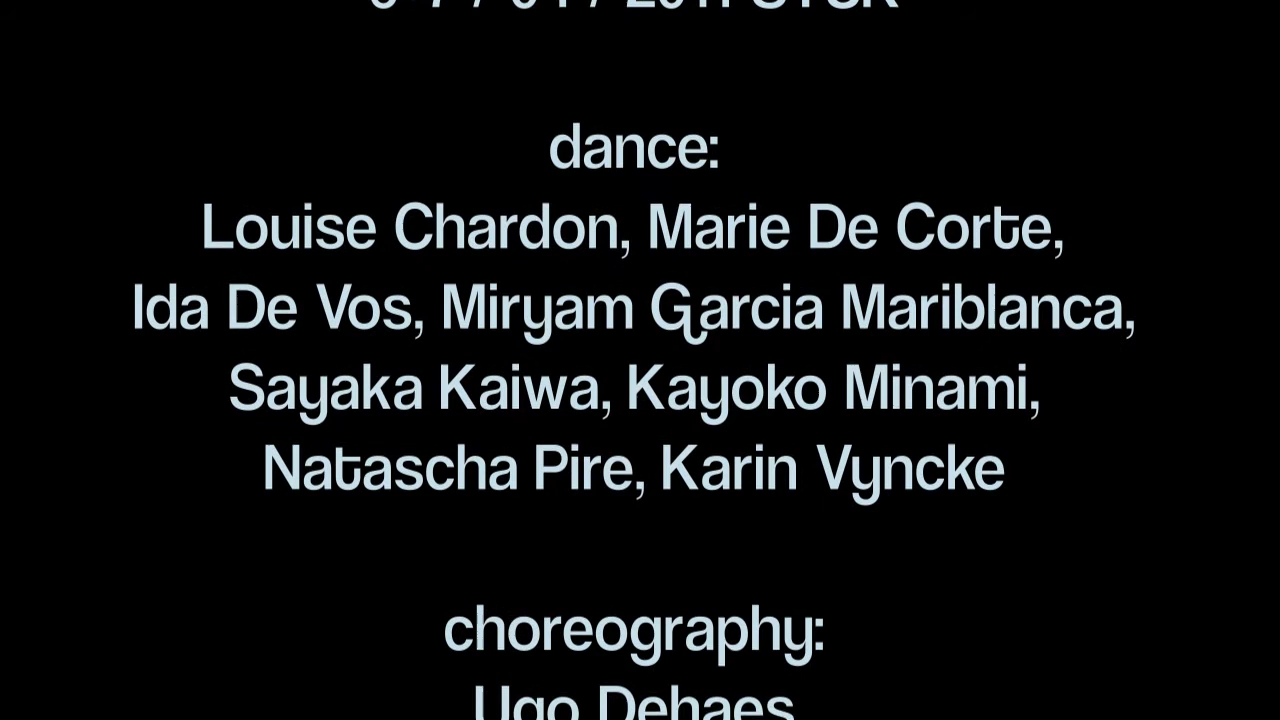 dance:
Louise Chardon, Marie De Corte,
Ida De Vos, Miryam Garcia Mariblanca,
Sayaka Kaiwa, Kayoko Minami,
Natascha Pire, Karin Vyncke
choreography:
Ugo Dehaes